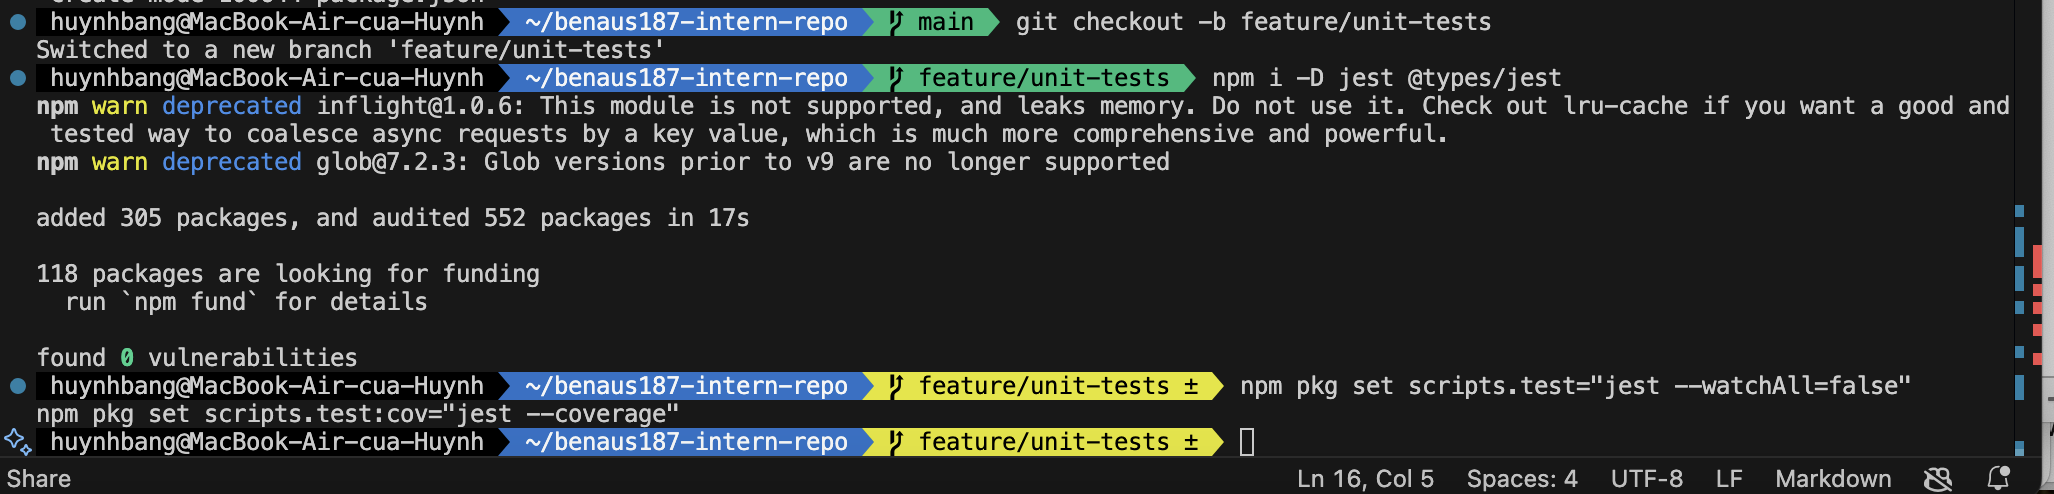 huynhbang@MacBook-Air-cua-Huynh ~/benaus187-intern-repo main git checkout -b feature/unit-tests
Switched to a new branch 'feature/unit-tests'
huynhbang@MacBook-Air-cua-Huynh ~/benaus187-intern-repo feature/unit-tests npm i -D jest @types/jest
npm warn deprecated inflight@1.0.6: This module is not supported, and leaks memory. Do not use it. Check out lru-cache if you want a good and
tested way to coalesce async requests by a key value, which is much more comprehensive and powerful.
npm warn deprecated glob@7.2.3: Glob versions prior to v9 are no longer supported
added 305 packages, and audited 552 packages in 17s
118 packages are looking for funding
run `npm fund` for details
found 0 vulnerabilities
huynhbang@MacBook-Air-cua-Huynh ~/benaus187-intern-repo feature/unit-tests ± npm pkg set scripts.test="jest --watchAll=false"
npm pkg set scripts.test:cov="jest --coverage"
huynhbang@MacBook-Air-cua-Huynh ~/benaus187-intern-repo feature/unit-tests ±
Share Ln 16, Col 5 Spaces: 4 UTF-8 LF Markdown